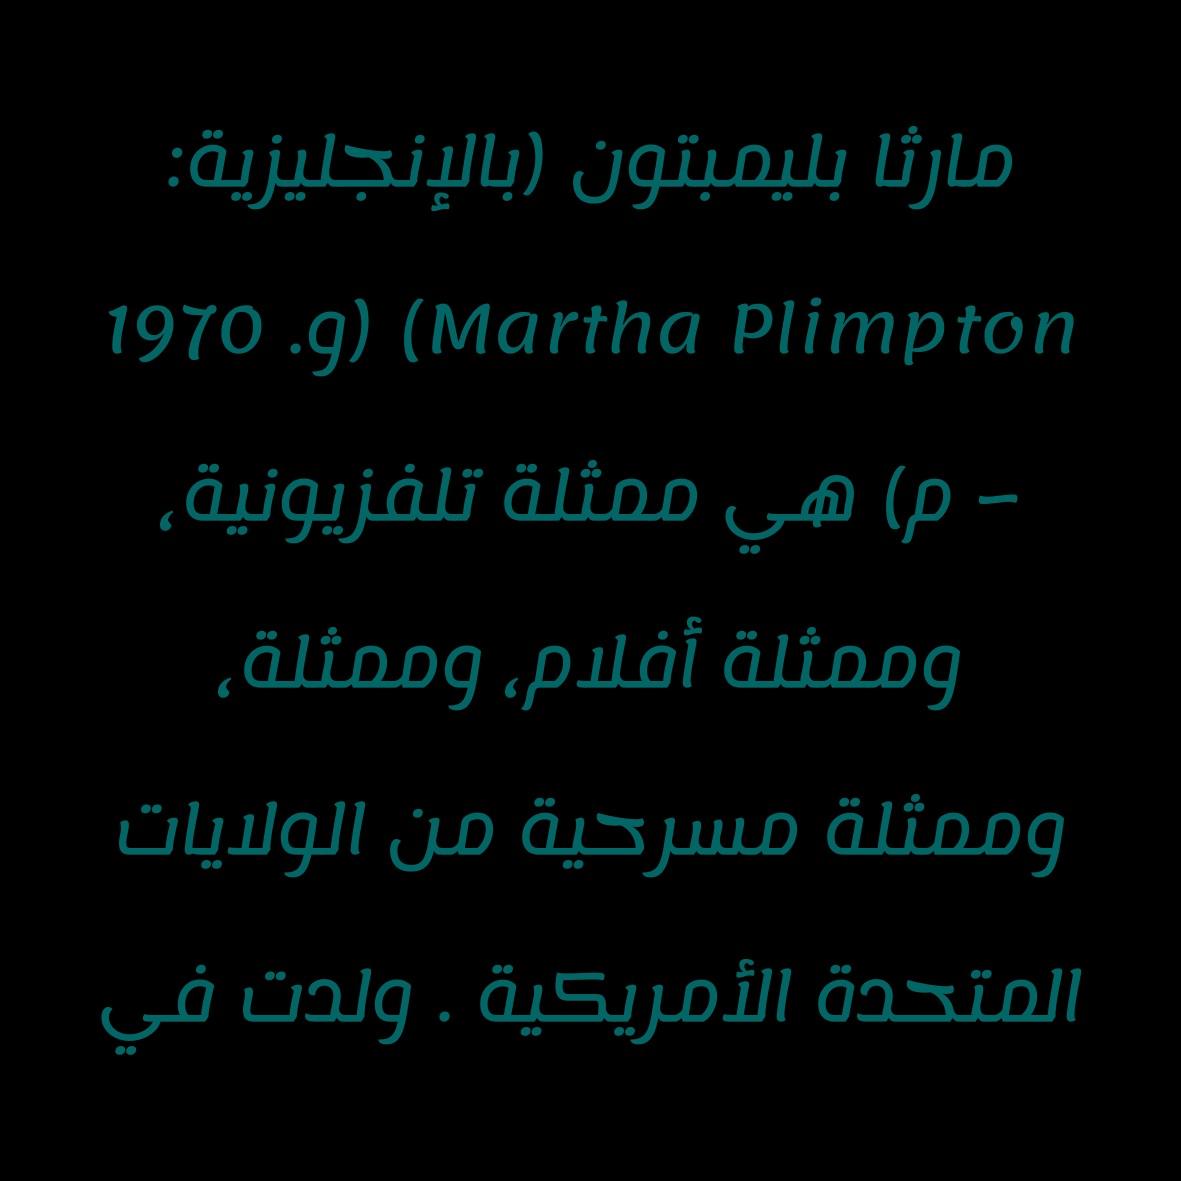 مارثا بليمبتون (بالإنجليزية:
Martha Plimpton) (و. 1970
– م) هي ممثلة تلفزيونية،
وممثلة أفلام، وممثلة،
وممثلة مسرحية من الولايات
المتحدة الأمريكية . ولدت في